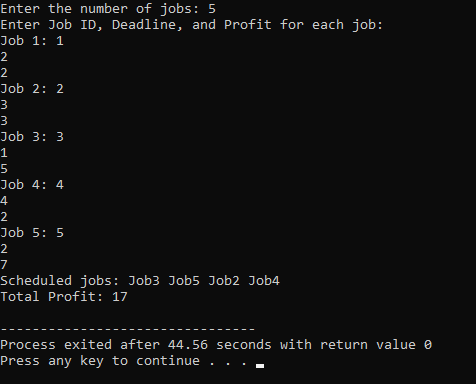 Enter the number of jobs: 5
Enter Job ID, Deadline, and Profit for each job:
Job 1: 1
2
2
Job 2: 2
3
3
Job 3: 3
1
5
Job 4: 4
4
2
Job 5: 5
2
7
Scheduled jobs: Job3 Job5 Job2 Job4
Total Profit: 17

--------------------------------
Process exited after 44.56 seconds with return value 0
Press any key to continue . . .